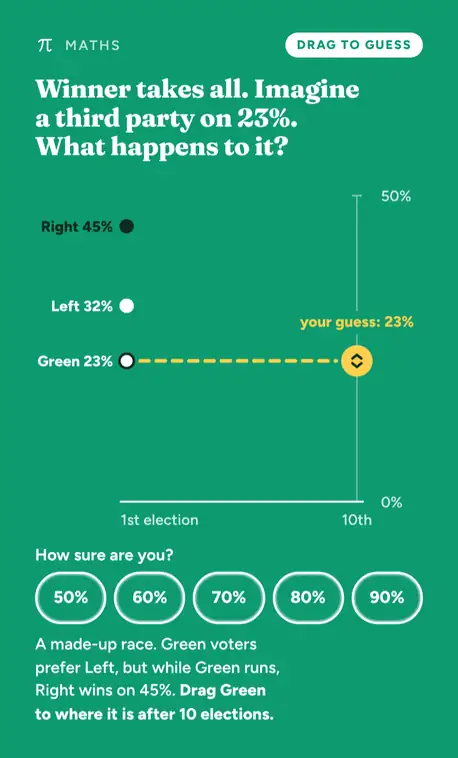 π MATHS
DRAG TO GUESS
Winner takes all. Imagine
a third party on 23%.
What happens to it?
50%
Right 45%
Left 32%
your guess: 23%
Green 23%
0%
1st election
10th
How sure are you?
50%
60%
70%
80%
90%
A made-up race. Green voters
prefer Left, but while Green runs,
Right wins on 45%. Drag Green
to where it is after 10 elections.